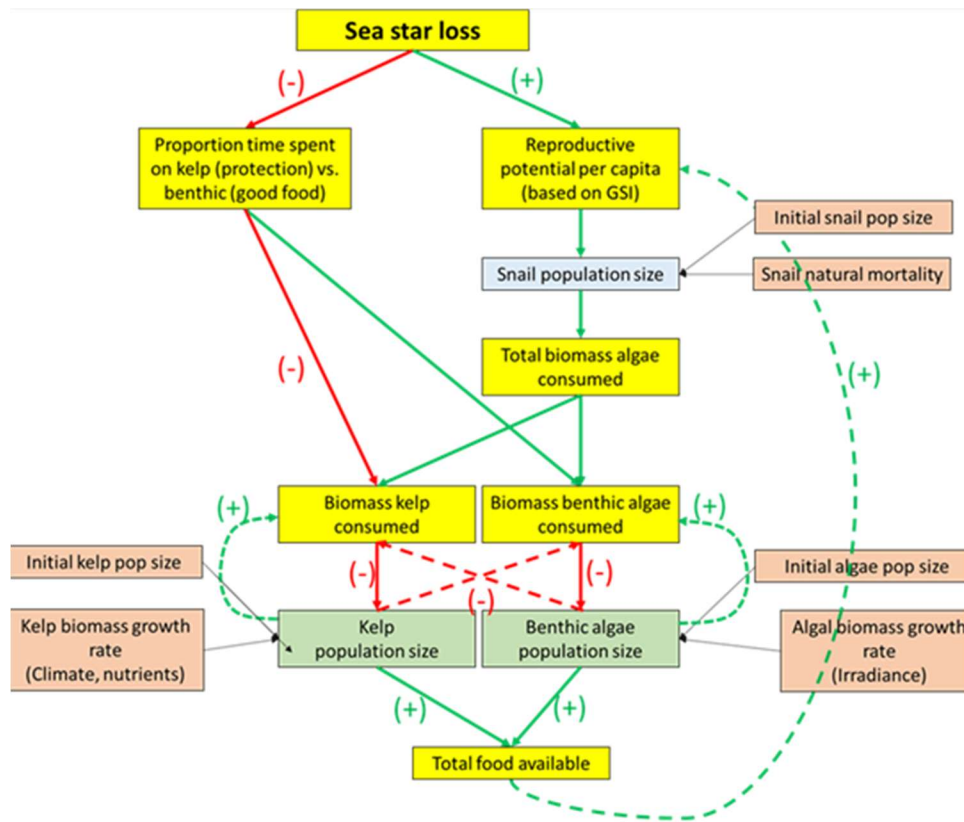 Sea star loss
(-)
(+)
Proportion time spent
on kelp (protection) vs.
benthic (good food)
Reproductive
potential per capita
(based on GSI)
Initial snail pop size
Snail population size
Snail natural mortality
(-)
Total biomass algae
consumed
(+)
(+)
Biomass kelp
consumed
Biomass benthic algae
consumed
(+)
Initial kelp pop size
(-)
(-)
(-)
Initial algae pop size
Kelp biomass growth
rate
(Climate, nutrients)
Kelp
population size
Benthic algae
population size
Algal biomass growth
rate
(Irradiance)
(+)
(+)
Total food available